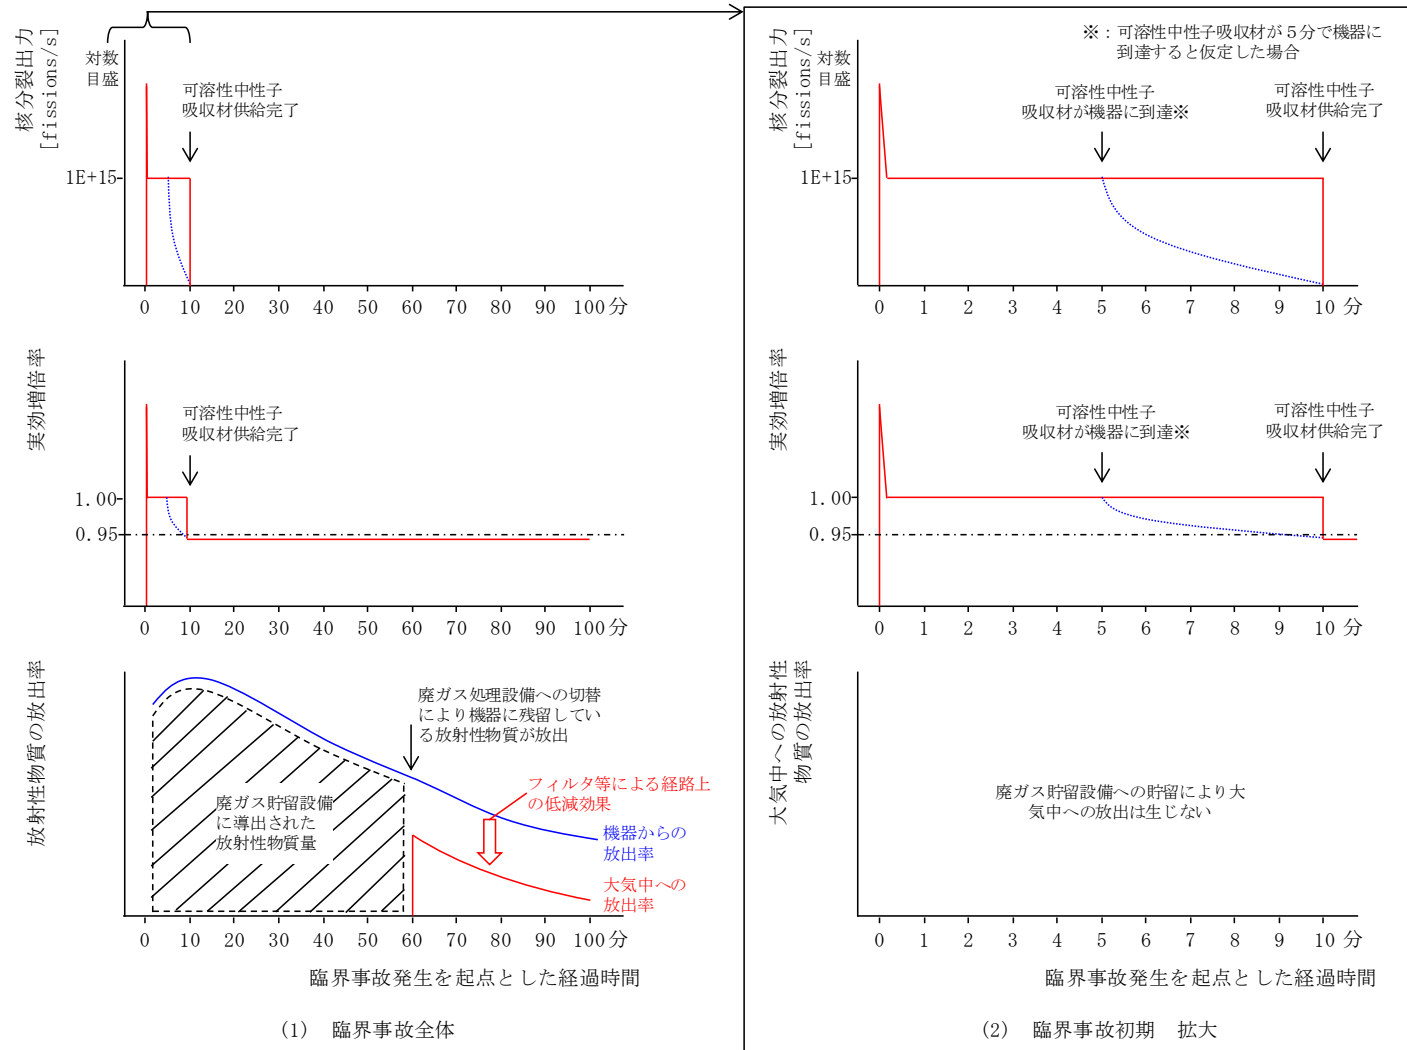 核分裂出力
[fissions/s]
対数
目盛
可溶性中性子
吸収材供給完了
1E+15
0 10 20 30 40 50 60 70 80 90 100分
実効増倍率
可溶性中性子
吸収材供給完了
1.00
0.95
0 10 20 30 40 50 60 70 80 90 100分
放射性物質の放出率
廃ガス処理設備への切替
により機器に残留してい
る放射性物質が放出
フィルタ等による経路上
の低減効果
廃ガス貯留設備
に導出された
放射性物質量
機器からの
放出率
大気中への
放出率
0 10 20 30 40 50 60 70 80 90 100分
臨界事故発生を起点とした経過時間
(1) 臨界事故全体
※：可溶性中性子吸収材が５分で機器に
到達すると仮定した場合
核分裂出力
[fissions/s]
対数
目盛
可溶性中性子
吸収材が機器に到達※
可溶性中性子
吸収材供給完了
1E+15
0 1 2 3 4 5 6 7 8 9 10 分
実効増倍率
可溶性中性子
吸収材が機器に到達※
可溶性中性子
吸収材供給完了
1.00
0.95
0 1 2 3 4 5 6 7 8 9 10 分
大気中への放射性
物質の放出率
廃ガス貯留設備への貯留により大
気中への放出は生じない
0 1 2 3 4 5 6 7 8 9 10 分
臨界事故発生を起点とした経過時間
(2) 臨界事故初期　拡大